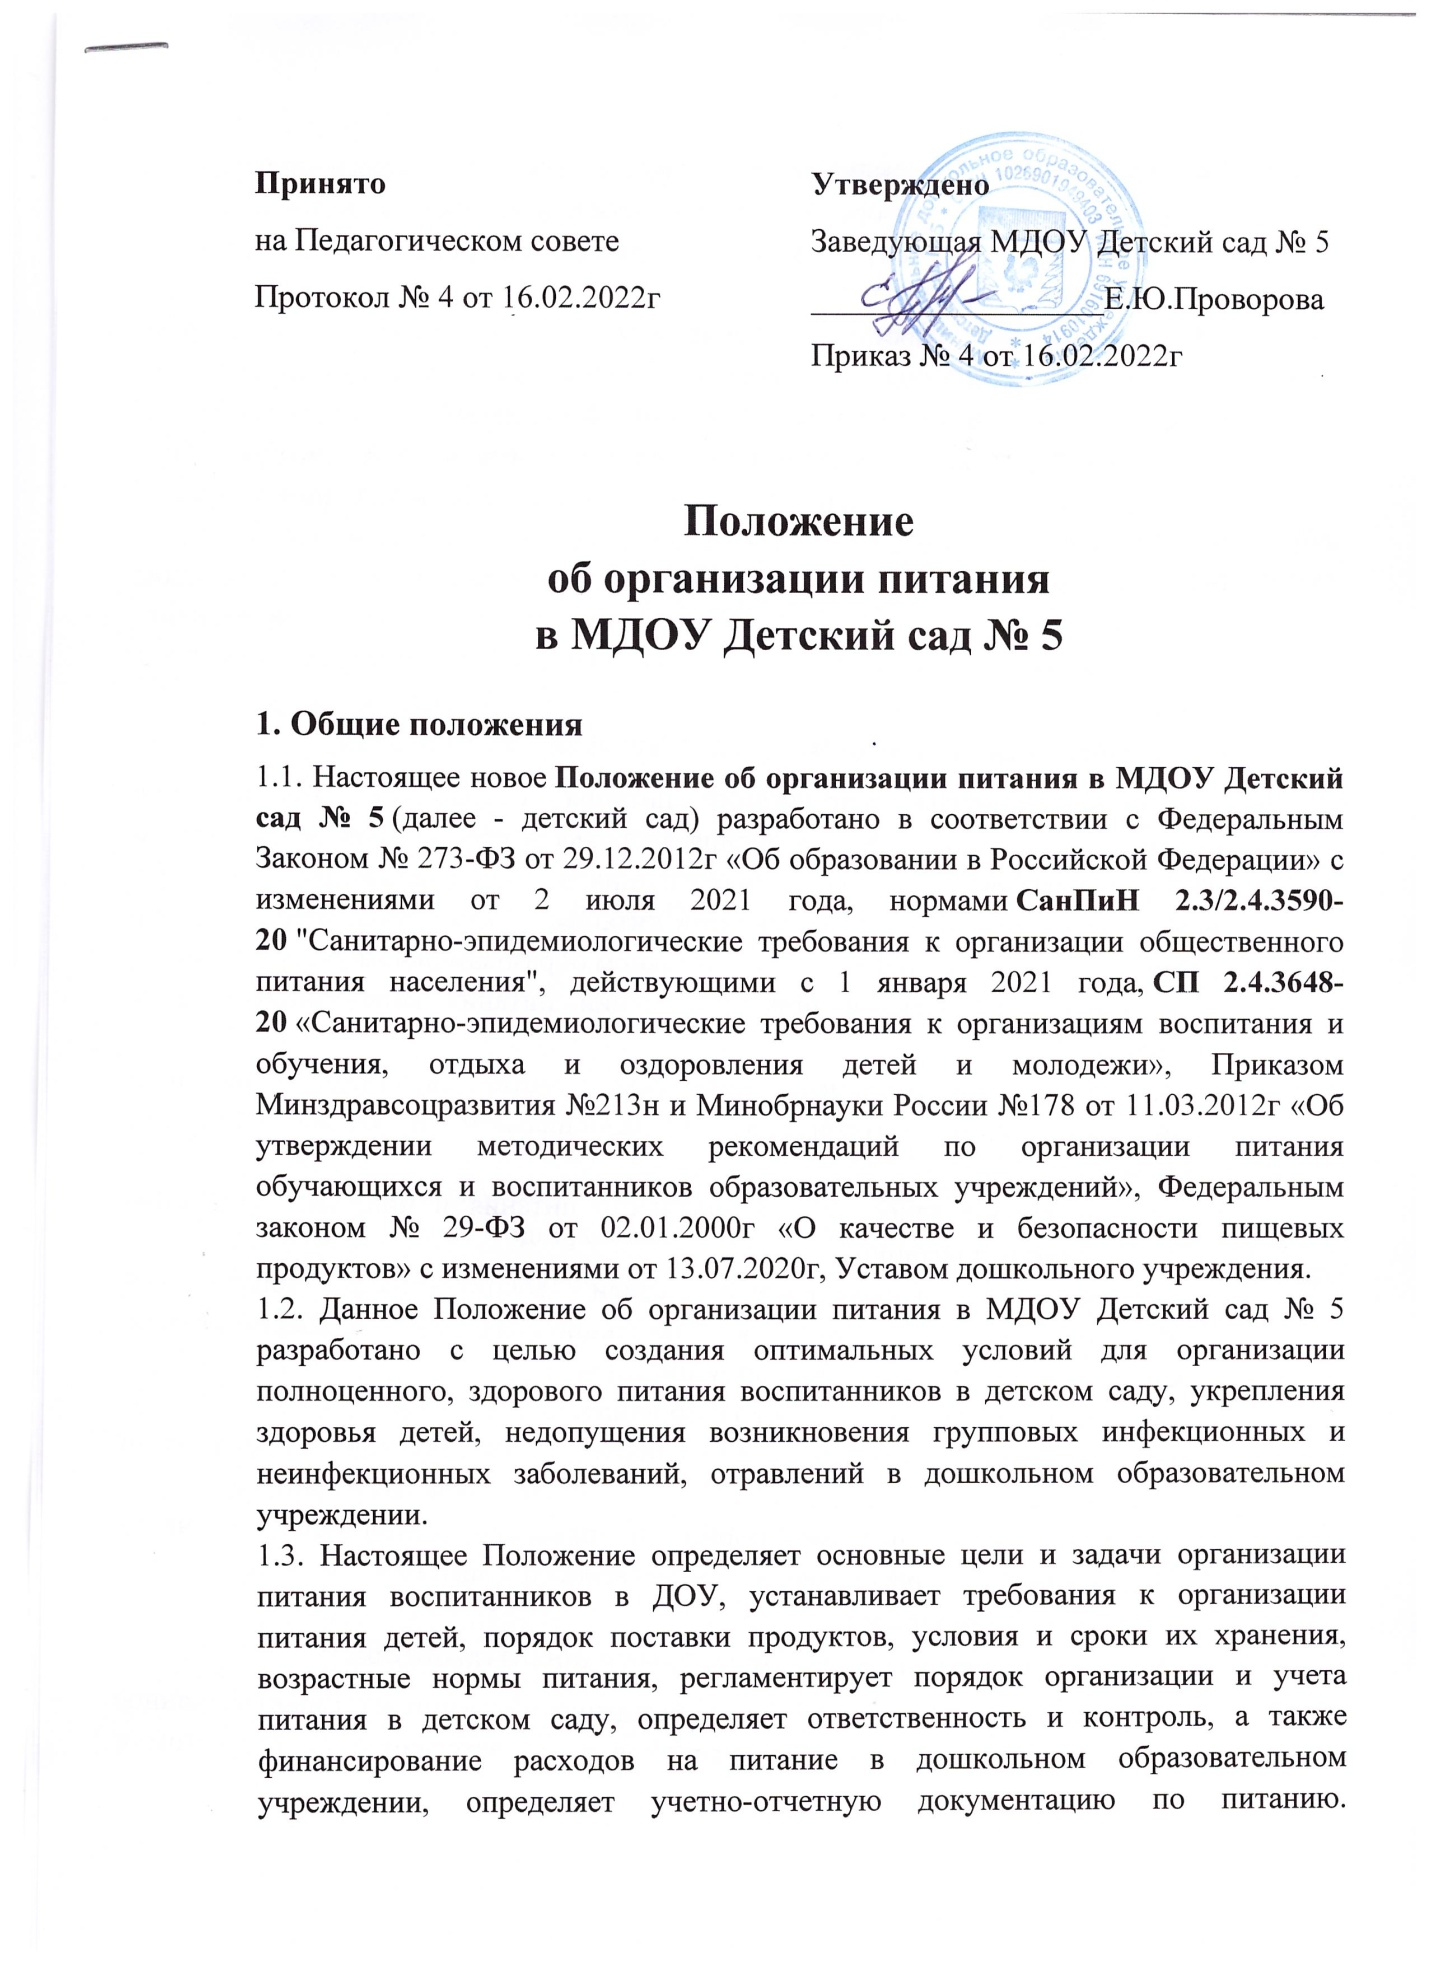 Принято
на Педагогическом совете
Протокол № 4 от 16.02.2022г
Утверждено
Заведующая МДОУ Детский сад № 5
Е.Ю.Проворова
Приказ № 4 от 16.02.2022г
Положение
об организации питания
в МДОУ Детский сад № 5
1. Общие положения
1.1. Настоящее новое Положение об организации питания в МДОУ Детский
сад № 5 (далее - детский сад) разработано в соответствии с Федеральным
Законом № 273-ФЗ от 29.12.2012г «Об образовании в Российской Федерации» с
изменениями от 2 июля 2021 года, нормами СанПиН 2.3/2.4.3590-
20 "Санитарно-эпидемиологические требования к организации общественного
питания населения", действующими с 1 января 2021 года, СП 2.4.3648-
20 «Санитарно-эпидемиологические требования к организациям воспитания и
обучения, отдыха и оздоровления детей и молодежи», Приказом
Минздравсоцразвития №213н и Минобрнауки России №178 от 11.03.2012г «Об
утверждении методических рекомендаций по организации питания
обучающихся и воспитанников образовательных учреждений», Федеральным
законом № 29-ФЗ от 02.01.2000г «О качестве и безопасности пищевых
продуктов» с изменениями от 13.07.2020г, Уставом дошкольного учреждения.
1.2. Данное Положение об организации питания в МДОУ Детский сад № 5
разработано с целью создания оптимальных условий для организации
полноценного, здорового питания воспитанников в детском саду, укрепления
здоровья детей, недопущения возникновения групповых инфекционных и
неинфекционных заболеваний, отравлений в дошкольном образовательном
учреждении.
1.3. Настоящее Положение определяет основные цели и задачи организации
питания воспитанников в ДОУ, устанавливает требования к организации
питания детей, порядок поставки продуктов, условия и сроки их хранения,
возрастные нормы питания, регламентирует порядок организации и учета
питания в детском саду, определяет ответственность и контроль, а также
финансирование расходов на питание в дошкольном образовательном
учреждении, определяет учетно-отчетную документацию по питанию.